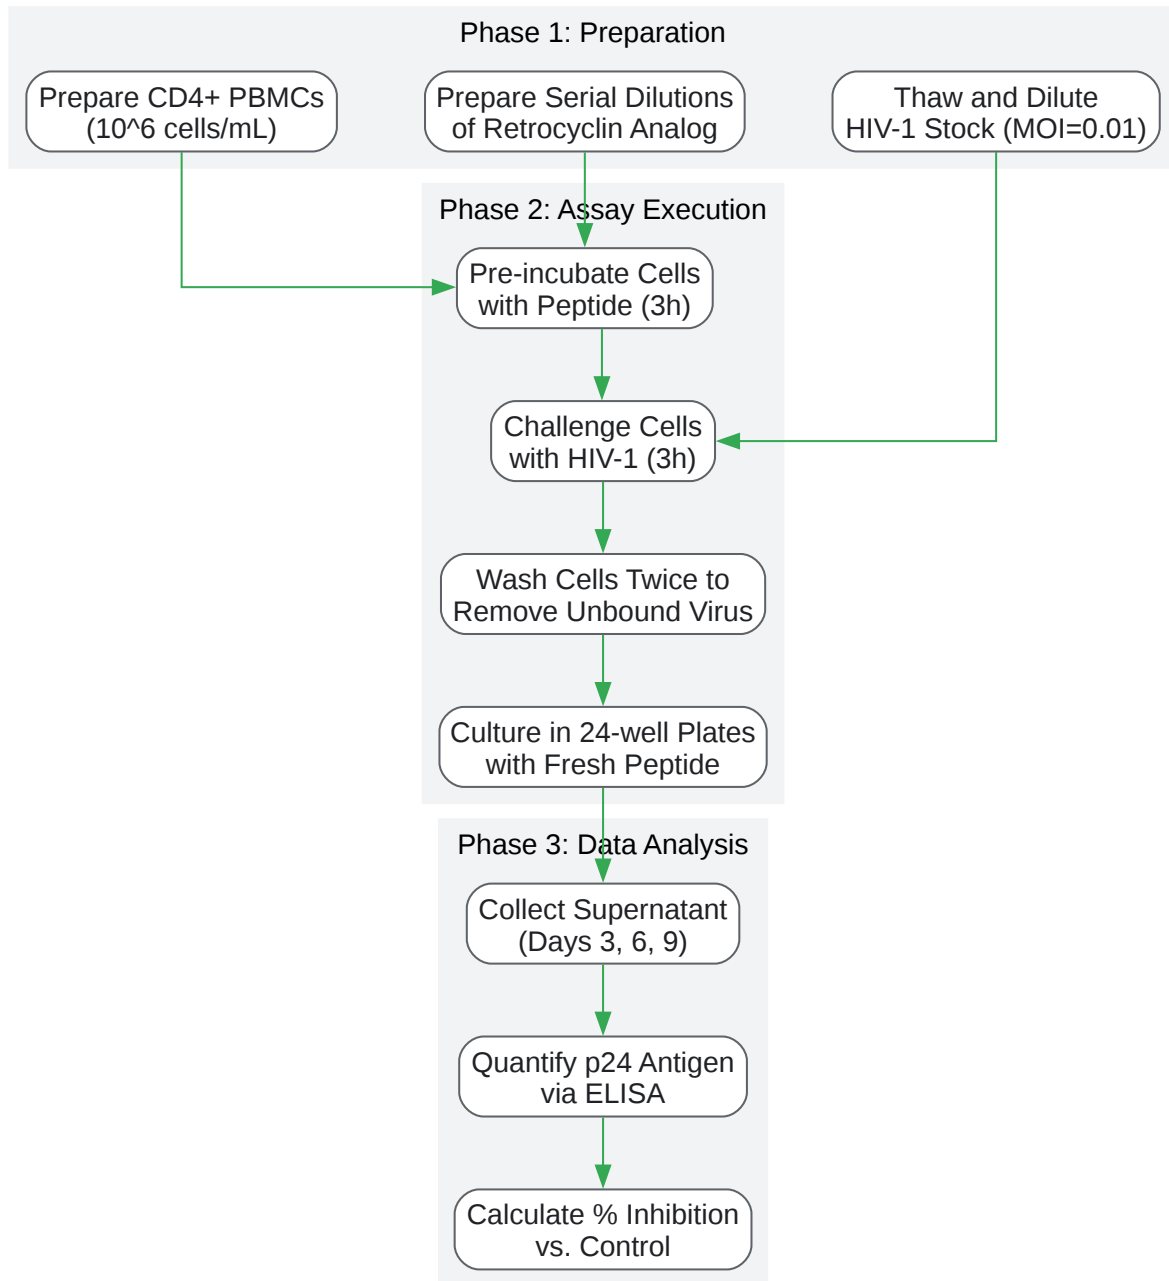 Phase 1: Preparation
Prepare CD4+ PBMCs
(10^6 cells/mL)
Prepare Serial Dilutions
of Retrocyclin Analog
Thaw and Dilute
HIV-1 Stock (MOI=0.01)
Phase 2: Assay Execution
Pre-incubate Cells
with Peptide (3h)
Challenge Cells
with HIV-1 (3h)
Wash Cells Twice to
Remove Unbound Virus
Culture in 24-well Plates
with Fresh Peptide
Phase 3: Data Analysis
Collect Supernatant
(Days 3, 6, 9)
Quantify p24 Antigen
via ELISA
Calculate % Inhibition
vs. Control